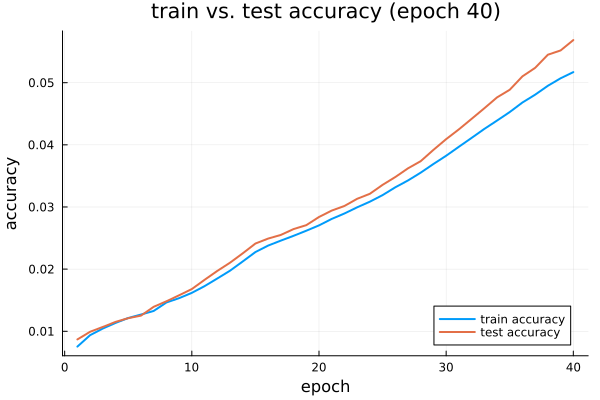 train vs. test accuracy (epoch 40)
accuracy
0.05
0.04
0.03
0.02
0.01
train accuracy
test accuracy
0 10 20 30 40
epoch